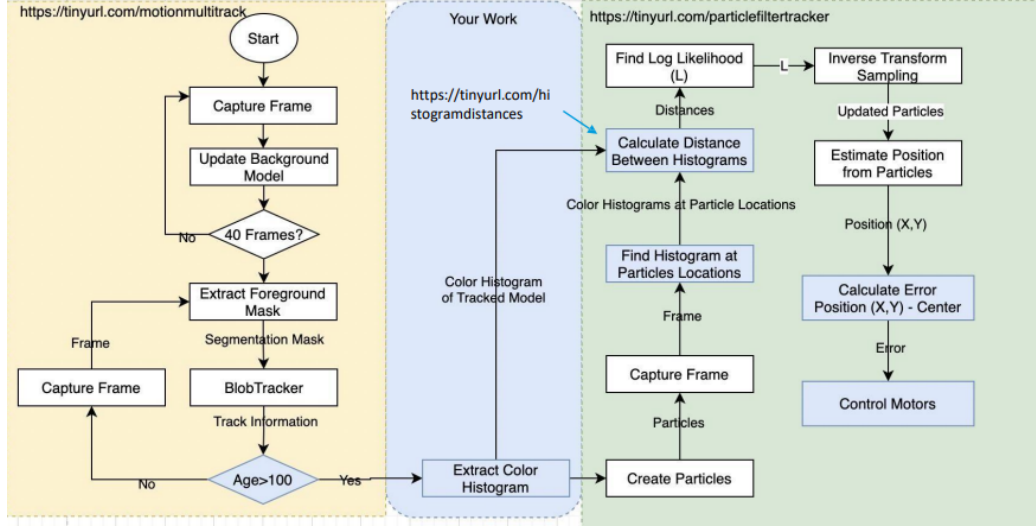 https://tinyurl.com/motionmultitrack
Start
Capture Frame
Update Background
Model
No
40 Frames?
Extract Foreground
Mask
Frame
Segmentation Mask
Capture Frame
BlobTracker
Track Information
No
Age>100
Yes
Your Work
https://tinyurl.com/hi
stogramdistances
Color Histogram
of Tracked Model
Extract Color
Histogram
https://tinyurl.com/particlefiltertracker
Find Log Likelihood
(L)
L
Inverse Transform
Sampling
Distances
Updated Particles
Calculate Distance
Between Histograms
Estimate Position
from Particles
Color Histograms at Particle Locations
Position (X,Y)
Find Histogram at
Particles Locations
Calculate Error
Position (X,Y) - Center
Frame
Error
Capture Frame
Control Motors
Particles
Create Particles